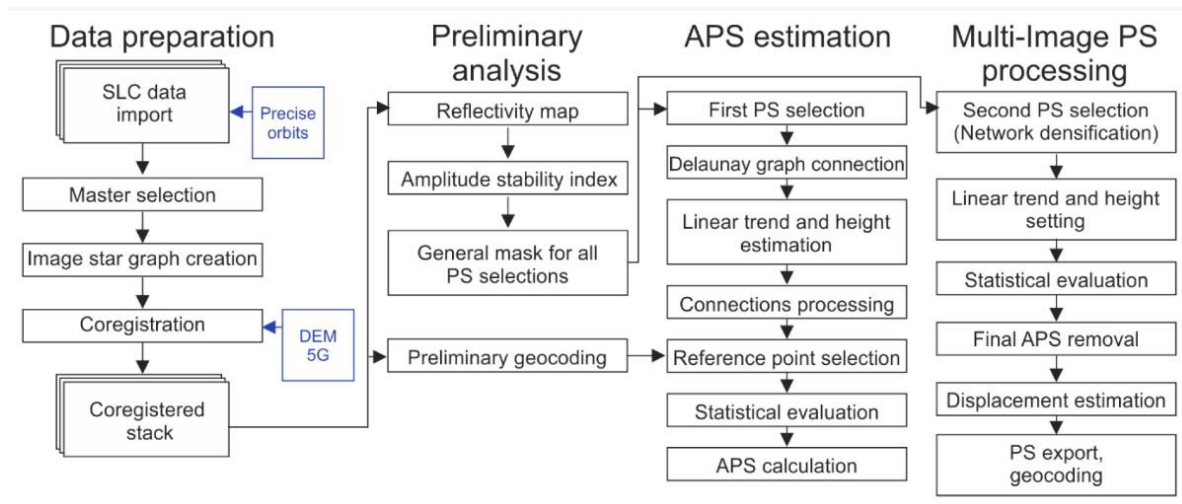 Data preparation
SLC data
import
Precise
orbits
Master selection
Image star graph creation
Coregistration
DEM
5G
Coregistered
stack
Preliminary
analysis
Reflectivity map
Amplitude stability index
General mask for all
PS selections
Preliminary geocoding
APS estimation
First PS selection
Delaunay graph connection
Linear trend and height
estimation
Connections processing
Reference point selection
Statistical evaluation
APS calculation
Multi-Image PS
processing
Second PS selection
(Network densification)
Linear trend and height
setting
Statistical evaluation
Final APS removal
Displacement estimation
PS export,
geocoding